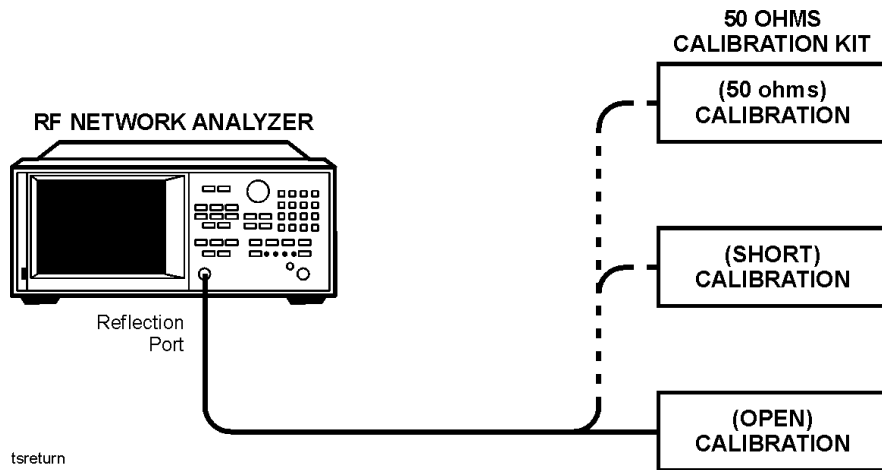 50 OHMS
CALIBRATION KIT
(50 ohms)
CALIBRATION
RF NETWORK ANALYZER
(SHORT)
CALIBRATION
Reflection
Port
(OPEN)
CALIBRATION
tsreturn